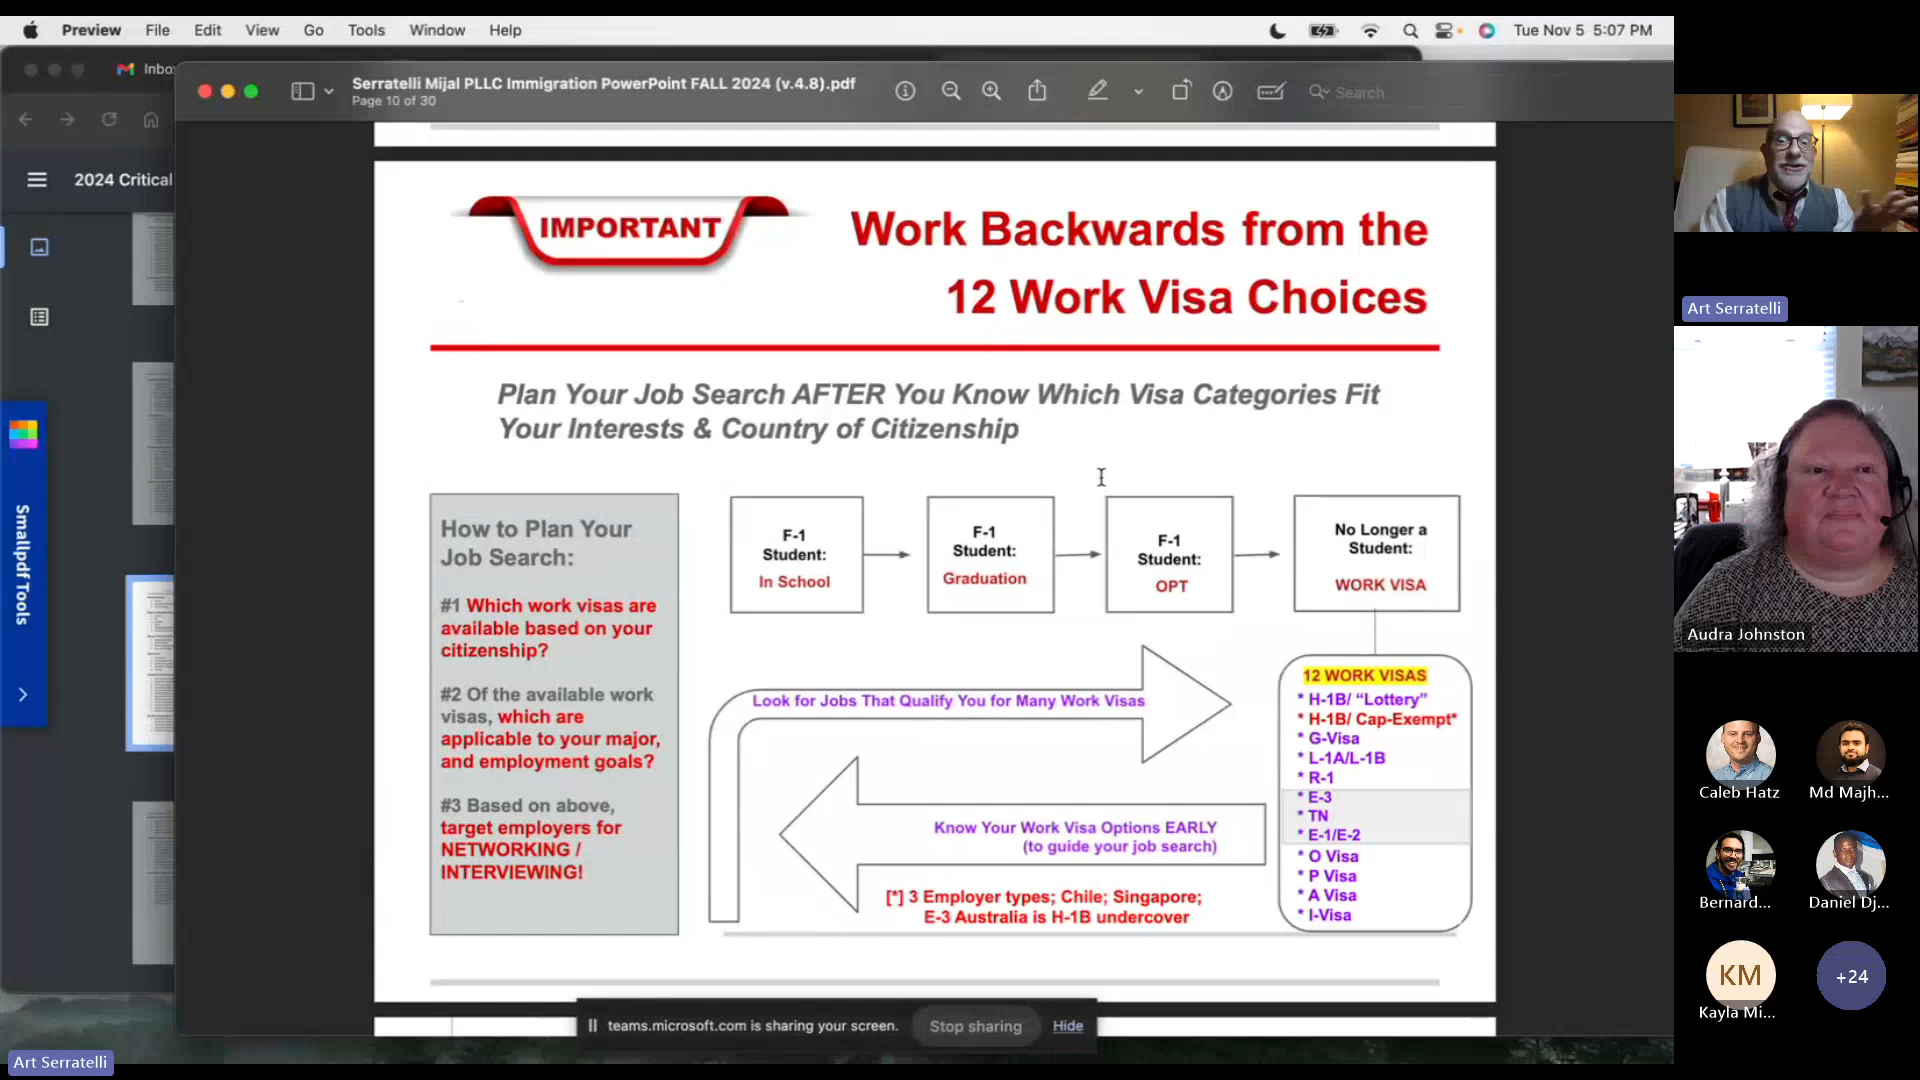 Preview File Edit View Go Tools Window Help
Tue Nov 5 5:07 PM
Inbo
Serratelli Mijal PLLC Immigration PowerPoint FALL 2024 (v.4.8).pdf
Page 10 of 30
Search
2024 Critical
Smallpdf Tools
IMPORTANT
Work Backwards from the
12 Work Visa Choices
Plan Your Job Search AFTER You Know Which Visa Categories Fit
Your Interests & Country of Citizenship
How to Plan Your
Job Search:
#1 Which work visas are
available based on your
citizenship?
#2 Of the available work
visas, which are
applicable to your major,
and employment goals?
#3 Based on above,
target employers for
NETWORKING /
INTERVIEWING!
F-1
Student:
In School
F-1
Student:
Graduation
F-1
Student:
OPT
No Longer a
Student:
WORK VISA
Look for Jobs That Qualify You for Many Work Visas
Know Your Work Visa Options EARLY
(to guide your job search)
[*] 3 Employer types; Chile; Singapore;
E-3 Australia is H-1B undercover
12 WORK VISAS
* H-1B/ “Lottery”
* H-1B/ Cap-Exempt*
* G-Visa
* L-1A/L-1B
* R-1
* E-3
* TN
* E-1/E-2
* O Visa
* P Visa
* A Visa
* I-Visa
teams.microsoft.com is sharing your screen.
Stop sharing
Hide
Art Serratelli
Art Serratelli
Audra Johnston
Caleb Hatz
Md Majh...
Bernard...
Daniel Dj...
KM
Kayla Mi...
+24